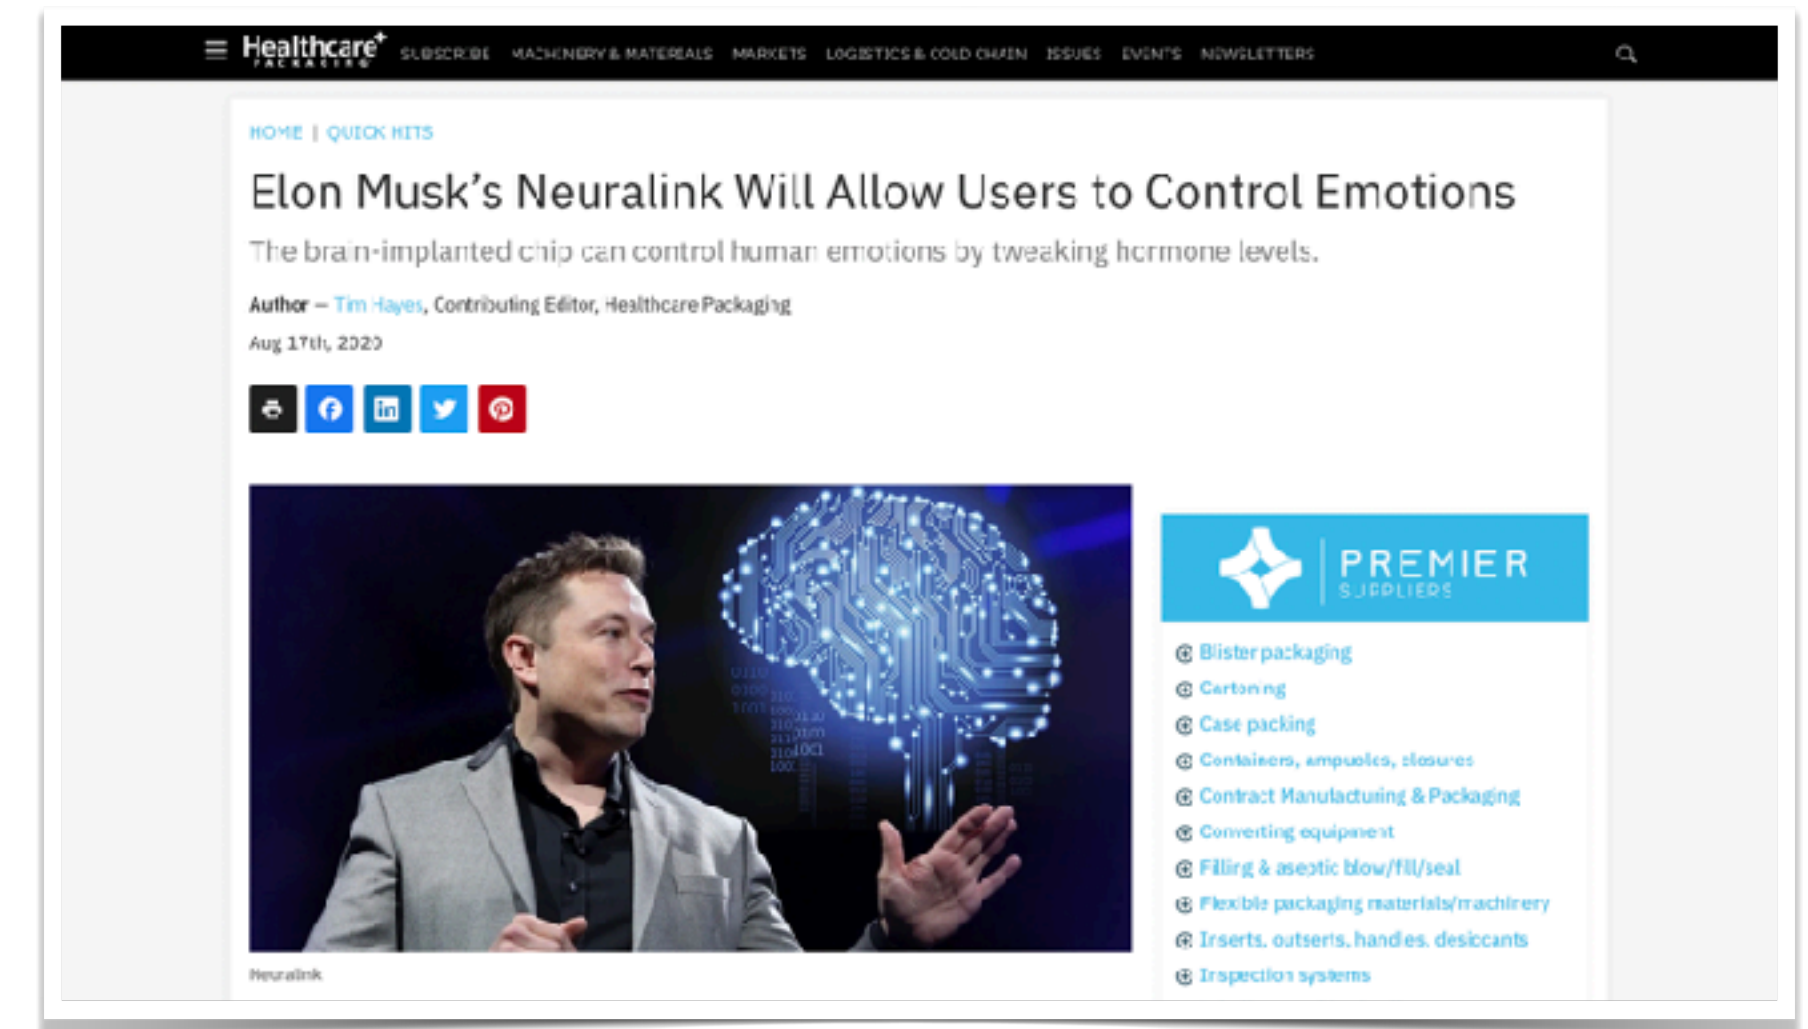 Healthcare+
PACKAGING
SUBSCRIBE MACHINERY & MATERIALS MARKETS LOGISTICS & COLD CHAIN ISSUES EVENTS NEWSLETTERS
HOME | QUICK HITS
Elon Musk's Neuralink Will Allow Users to Control Emotions
The brain-implanted chip can control human emotions by tweaking hormone levels.
Author — Tim Hayes, Contributing Editor, Healthcare Packaging
Aug 17th, 2020
Neuralink
PREMIER
SUPPLIERS
Blister packaging
Cartoning
Case packing
Containers, ampuoles, closures
Contract Manufacturing & Packaging
Converting equipment
Filling & aseptic blow/fill/seal
Flexible packaging materials/machinery
Inserts, outserts, handles, desiccants
Inspection systems